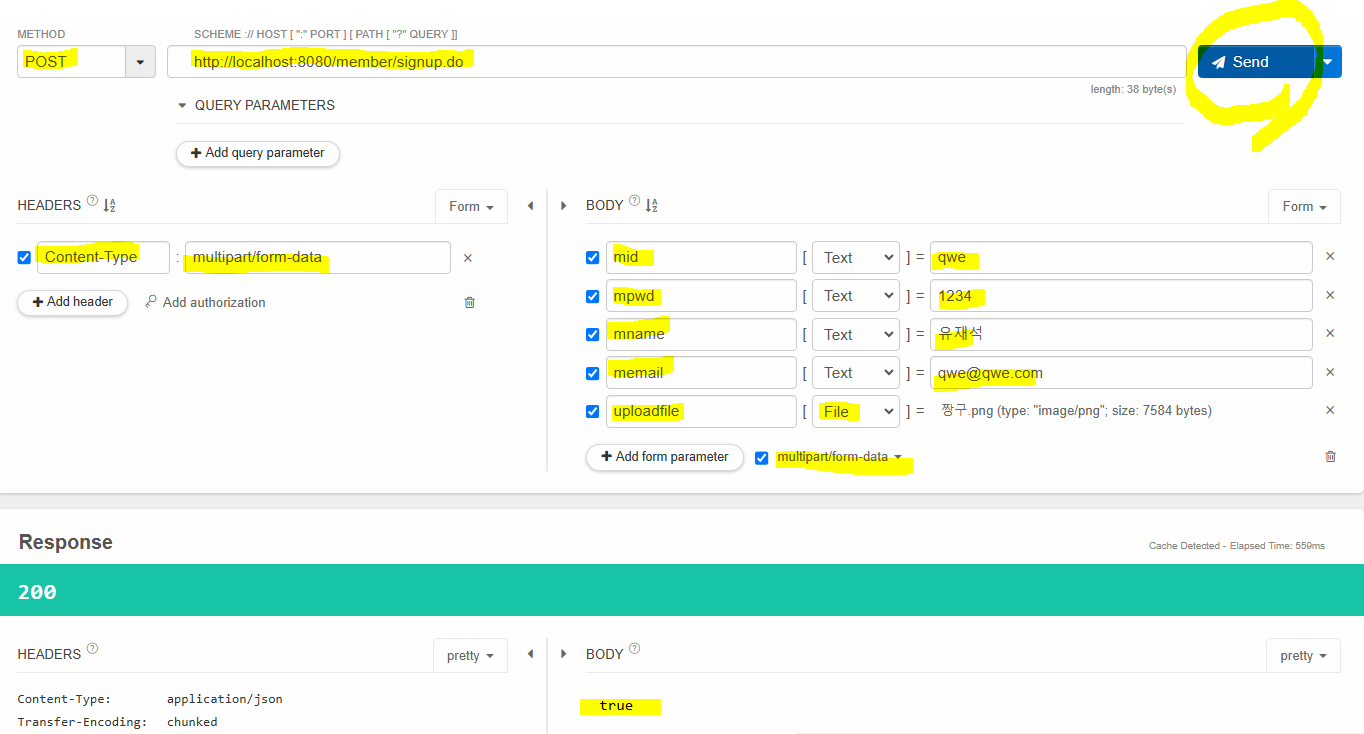 METHOD SCHEME :// HOST [ ":" PORT ] [ PATH [ "?" QUERY ]]
POST http://localhost:8080/member/signup.do Send
length: 38 byte(s)
QUERY PARAMETERS
+ Add query parameter
HEADERS ? Form BODY ? Form
Content-Type : multipart/form-data × mid [ Text ] = qwe ×
+ Add header Add authorization mpwd [ Text ] = 1234 ×
mname [ Text ] = 유재석 ×
memail [ Text ] = qwe@qwe.com ×
uploadfile [ File ] = 짱구.png (type: "image/png"; size: 7584 bytes) ×
+ Add form parameter multipart/form-data
Response Cache Detected - Elapsed Time: 559ms
200
HEADERS ? pretty BODY ? pretty
Content-Type: application/json true
Transfer-Encoding: chunked